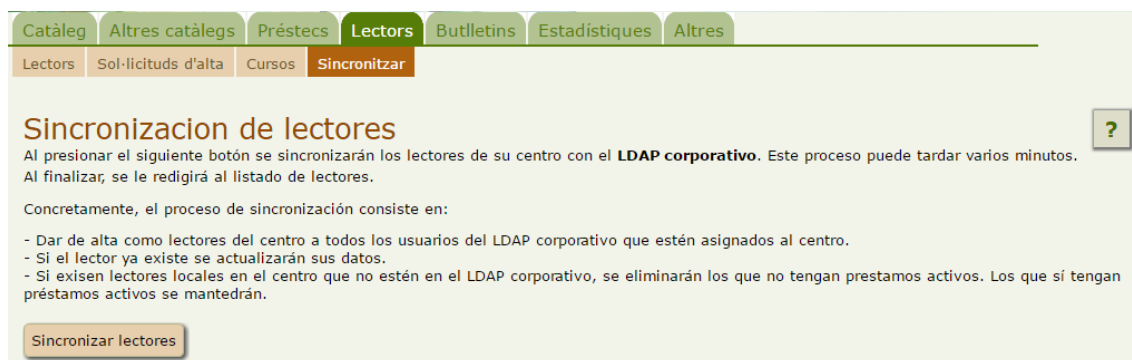 Catàleg Altres catàlegs Préstecs Lectors Butlletins Estadístiques Altres
Lectors Sol·licituds d'alta Cursos Sincronitzar
Sincronizacion de lectores
?
Al presionar el siguiente botón se sincronizarán los lectores de su centro con el LDAP corporativo. Este proceso puede tardar varios minutos.
Al finalizar, se le redigirá al listado de lectores.
Concretamente, el proceso de sincronización consiste en:
- Dar de alta como lectores del centro a todos los usuarios del LDAP corporativo que estén asignados al centro.
- Si el lector ya existe se actualizarán sus datos.
- Si exisen lectores locales en el centro que no estén en el LDAP corporativo, se eliminarán los que no tengan prestamos activos. Los que sí tengan
préstamos activos se mantedrán.
Sincronizar lectores